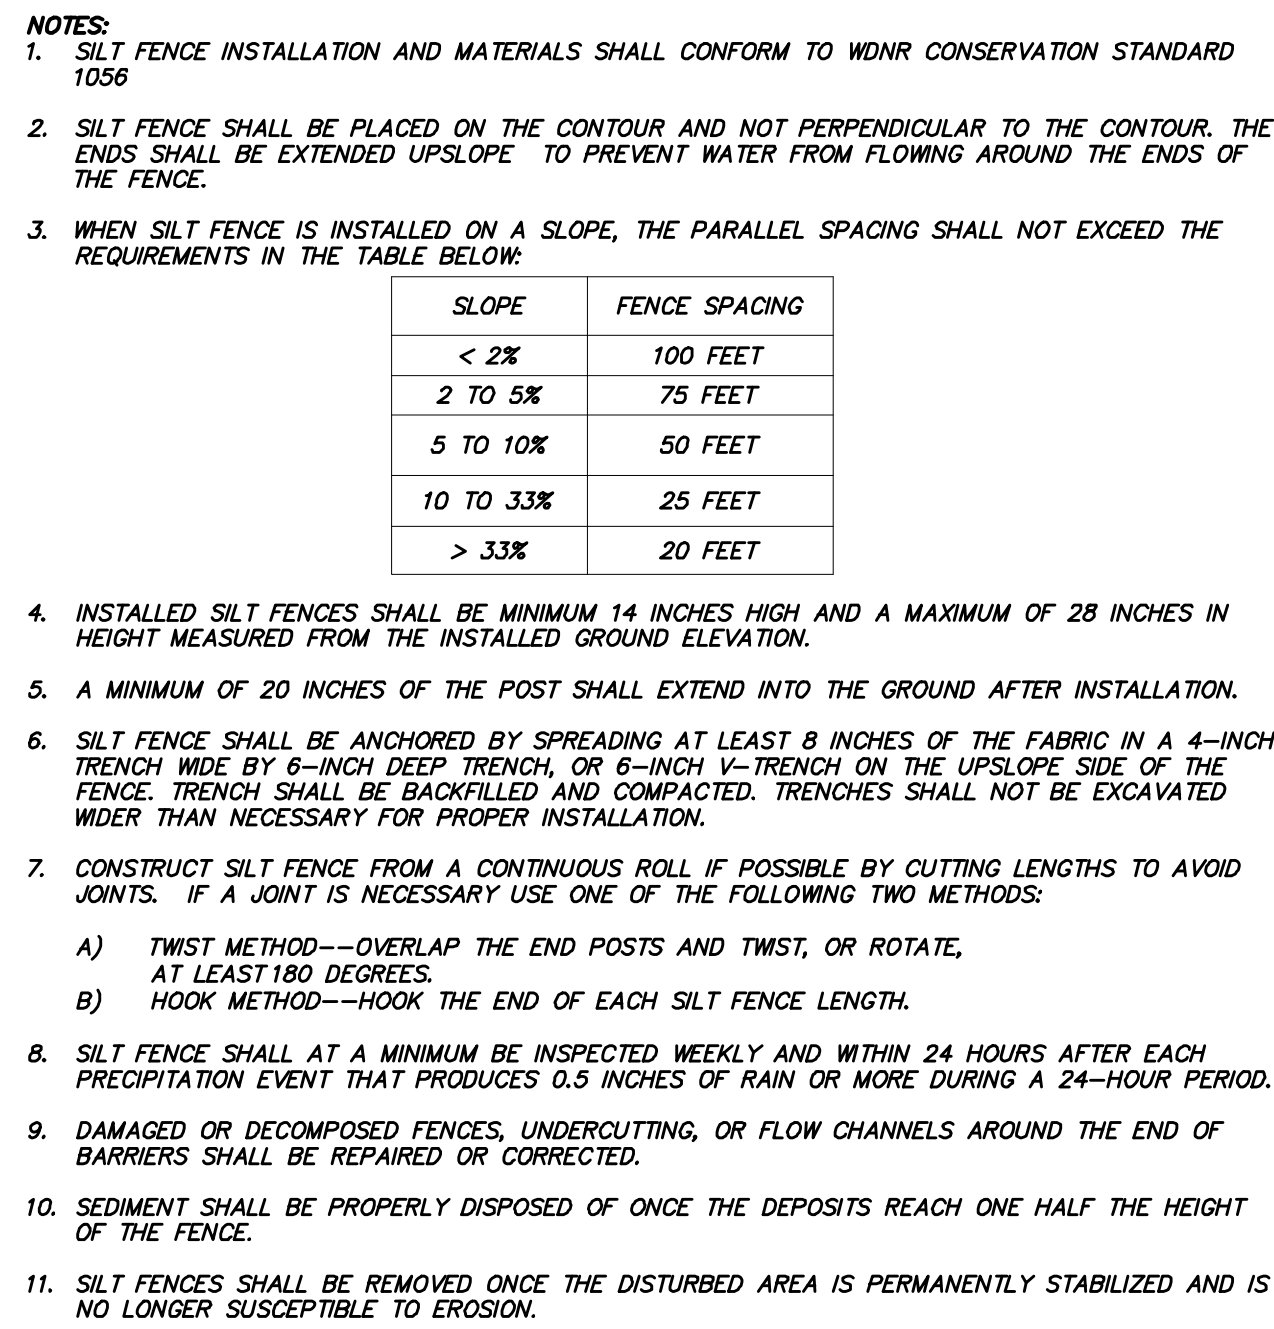 NOTES:
1. SILT FENCE INSTALLATION AND MATERIALS SHALL CONFORM TO WDNR CONSERVATION STANDARD
1056
2. SILT FENCE SHALL BE PLACED ON THE CONTOUR AND NOT PERPENDICULAR TO THE CONTOUR. THE
ENDS SHALL BE EXTENDED UPSLOPE TO PREVENT WATER FROM FLOWING AROUND THE ENDS OF
THE FENCE.
3. WHEN SILT FENCE IS INSTALLED ON A SLOPE, THE PARALLEL SPACING SHALL NOT EXCEED THE
REQUIREMENTS IN THE TABLE BELOW:
SLOPE FENCE SPACING
< 2% 100 FEET
2 TO 5% 75 FEET
5 TO 10% 50 FEET
10 TO 33% 25 FEET
> 33% 20 FEET
4. INSTALLED SILT FENCES SHALL BE MINIMUM 14 INCHES HIGH AND A MAXIMUM OF 28 INCHES IN
HEIGHT MEASURED FROM THE INSTALLED GROUND ELEVATION.
5. A MINIMUM OF 20 INCHES OF THE POST SHALL EXTEND INTO THE GROUND AFTER INSTALLATION.
6. SILT FENCE SHALL BE ANCHORED BY SPREADING AT LEAST 8 INCHES OF THE FABRIC IN A 4-INCH
TRENCH WIDE BY 6-INCH DEEP TRENCH, OR 6-INCH V-TRENCH ON THE UPSLOPE SIDE OF THE
FENCE. TRENCH SHALL BE BACKFILLED AND COMPACTED. TRENCHES SHALL NOT BE EXCAVATED
WIDER THAN NECESSARY FOR PROPER INSTALLATION.
7. CONSTRUCT SILT FENCE FROM A CONTINUOUS ROLL IF POSSIBLE BY CUTTING LENGTHS TO AVOID
JOINTS. IF A JOINT IS NECESSARY USE ONE OF THE FOLLOWING TWO METHODS:
A) TWIST METHOD--OVERLAP THE END POSTS AND TWIST, OR ROTATE,
AT LEAST 180 DEGREES.
B) HOOK METHOD--HOOK THE END OF EACH SILT FENCE LENGTH.
8. SILT FENCE SHALL AT A MINIMUM BE INSPECTED WEEKLY AND WITHIN 24 HOURS AFTER EACH
PRECIPITATION EVENT THAT PRODUCES 0.5 INCHES OF RAIN OR MORE DURING A 24-HOUR PERIOD.
9. DAMAGED OR DECOMPOSED FENCES, UNDERCUTTING, OR FLOW CHANNELS AROUND THE END OF
BARRIERS SHALL BE REPAIRED OR CORRECTED.
10. SEDIMENT SHALL BE PROPERLY DISPOSED OF ONCE THE DEPOSITS REACH ONE HALF THE HEIGHT
OF THE FENCE.
11. SILT FENCES SHALL BE REMOVED ONCE THE DISTURBED AREA IS PERMANENTLY STABILIZED AND IS
NO LONGER SUSCEPTIBLE TO EROSION.